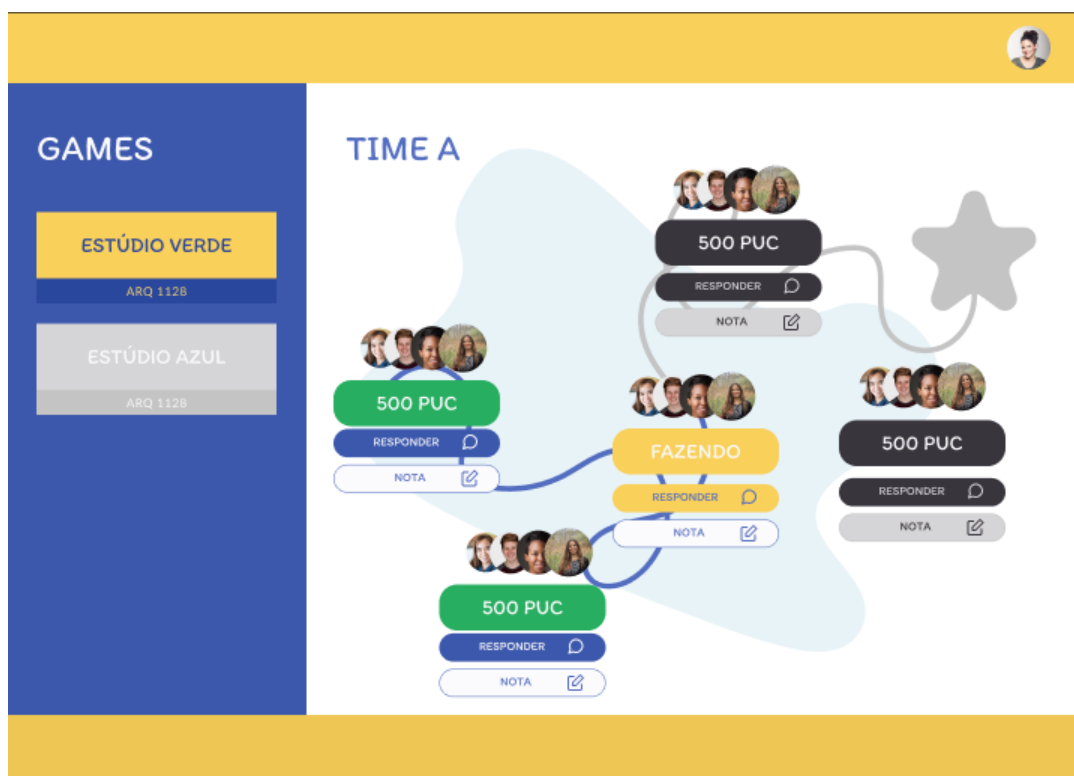 GAMES
ESTÚDIO VERDE
ARQ 1128
ESTÚDIO AZUL
ARQ 1128
TIME A
500 PUC
RESPONDER
NOTA
500 PUC
RESPONDER
NOTA
FAZENDO
RESPONDER
NOTA
500 PUC
RESPONDER
NOTA
500 PUC
RESPONDER
NOTA